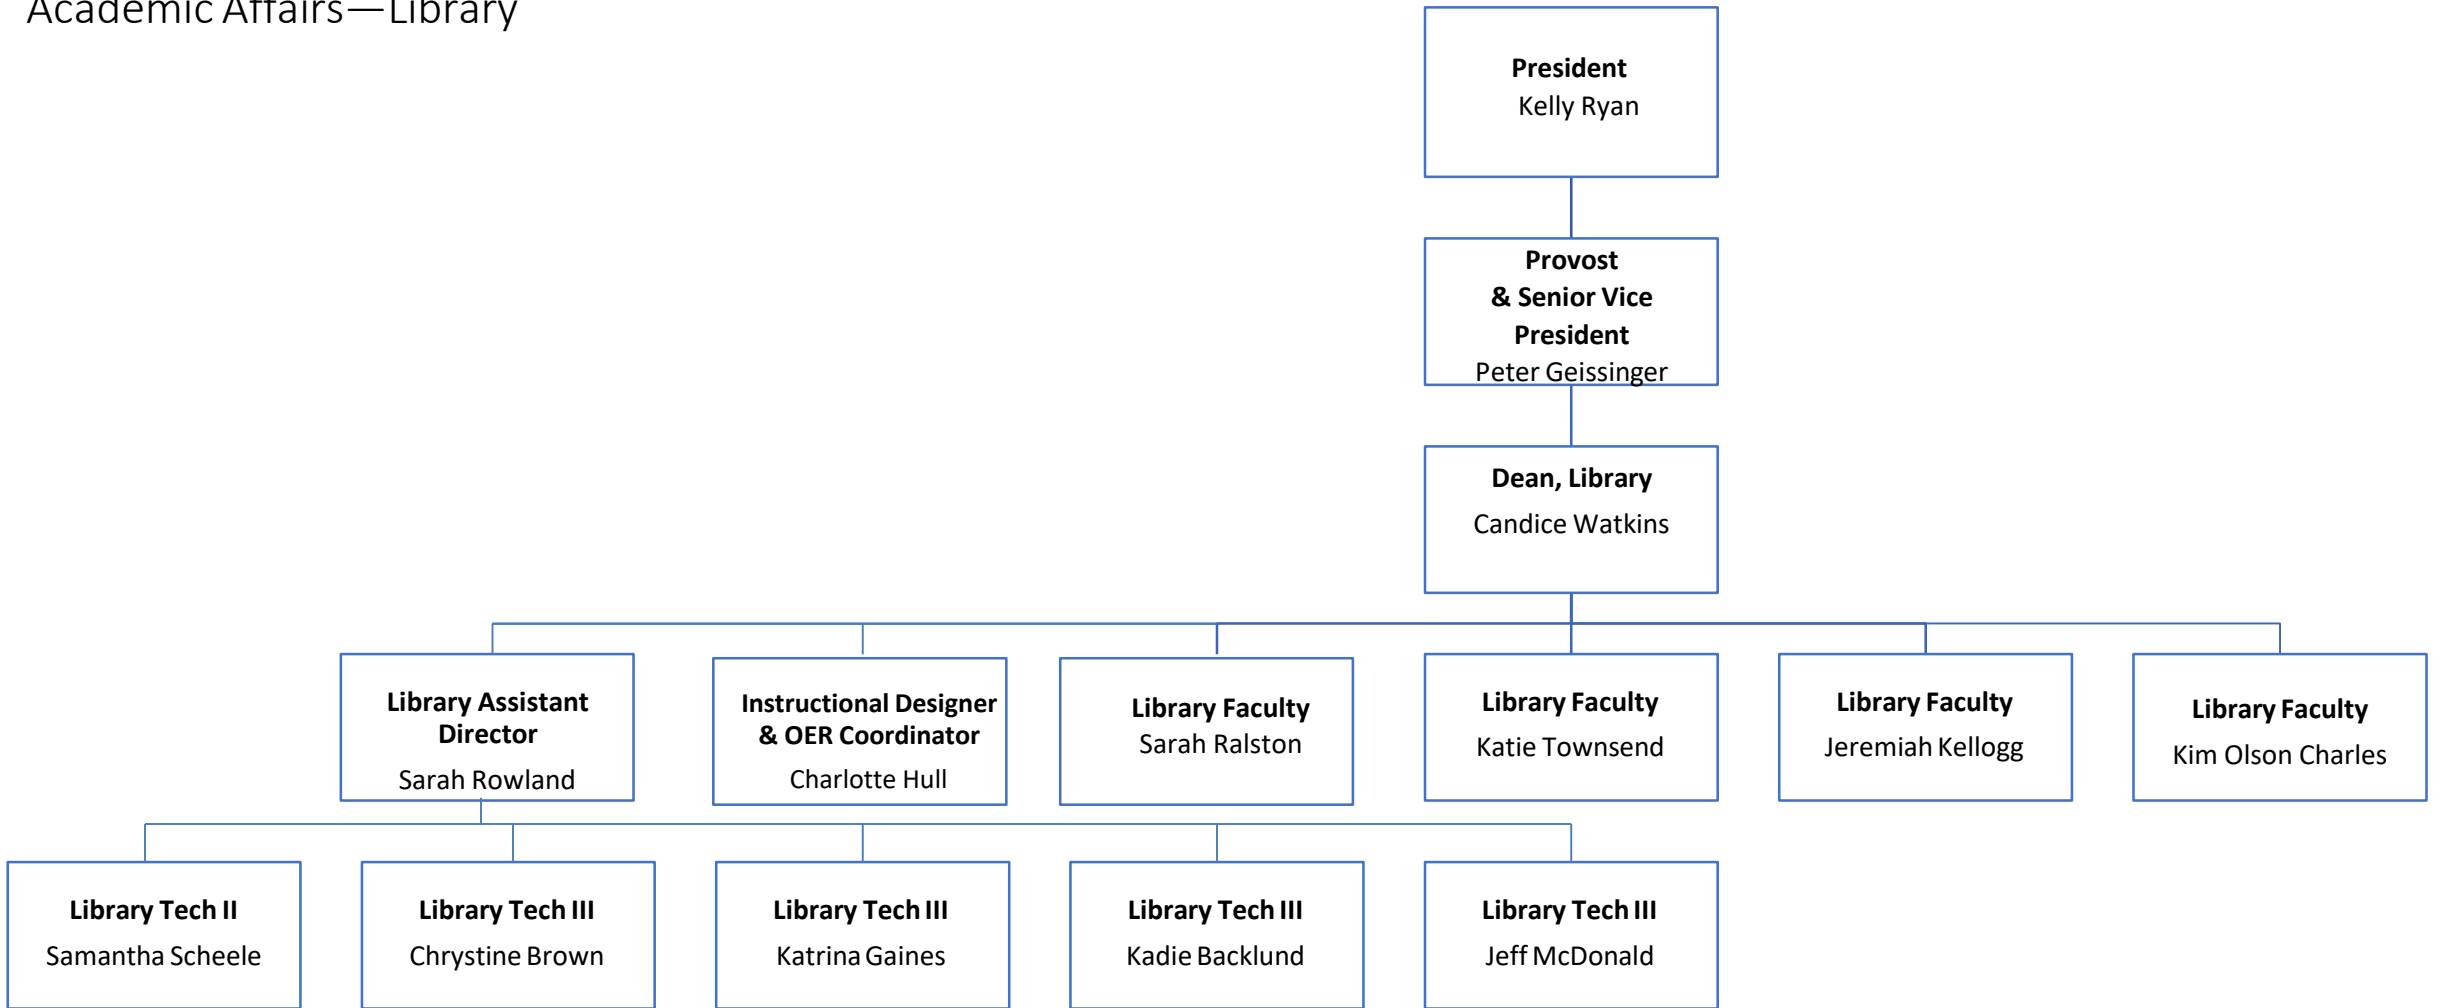 Academic Affairs—Library
President
Kelly Ryan
Provost
& Senior Vice
President
Peter Geissinger
Dean, Library
Candice Watkins
Library Assistant
Director
Sarah Rowland
Instructional Designer
& OER Coordinator
Charlotte Hull
Library Faculty
Sarah Ralston
Library Faculty
Katie Townsend
Library Faculty
Jeremiah Kellogg
Library Faculty
Kim Olson Charles
Library Tech II
Samantha Scheele
Library Tech III
Chrystine Brown
Library Tech III
Katrina Gaines
Library Tech III
Kadie Backlund
Library Tech III
Jeff McDonald